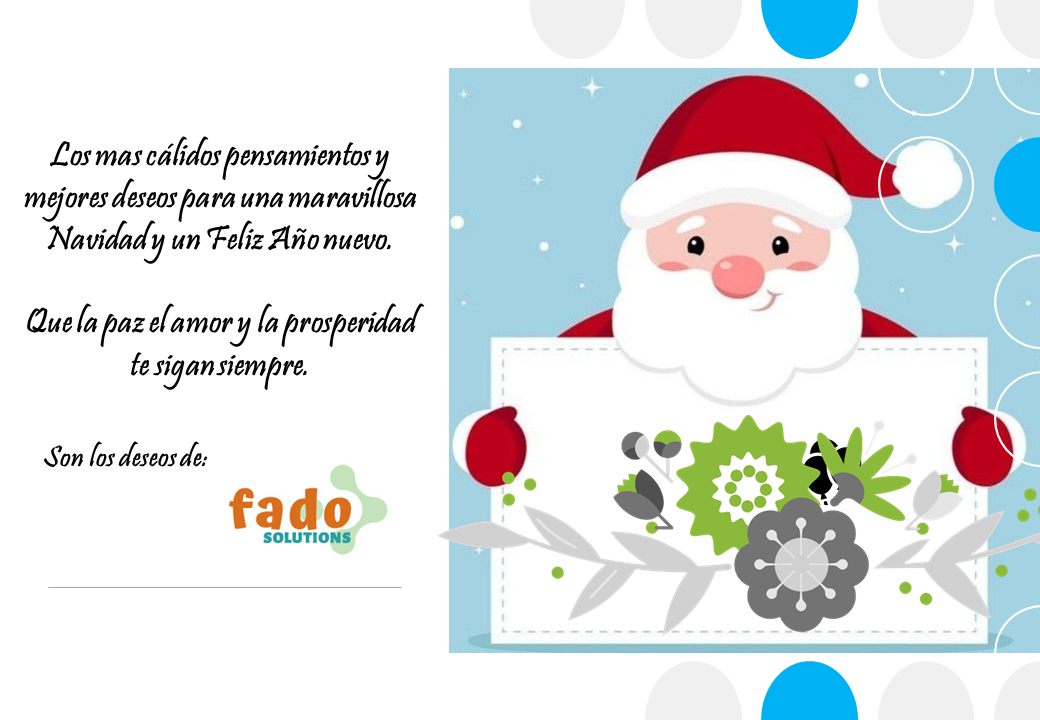 Los mas cálidos pensamientos y
mejores deseos para una maravillosa
Navidad y un Feliz Año nuevo.
Que la paz el amor y la prosperidad
te sigan siempre.
Son los deseos de:
fado
SOLUTIONS